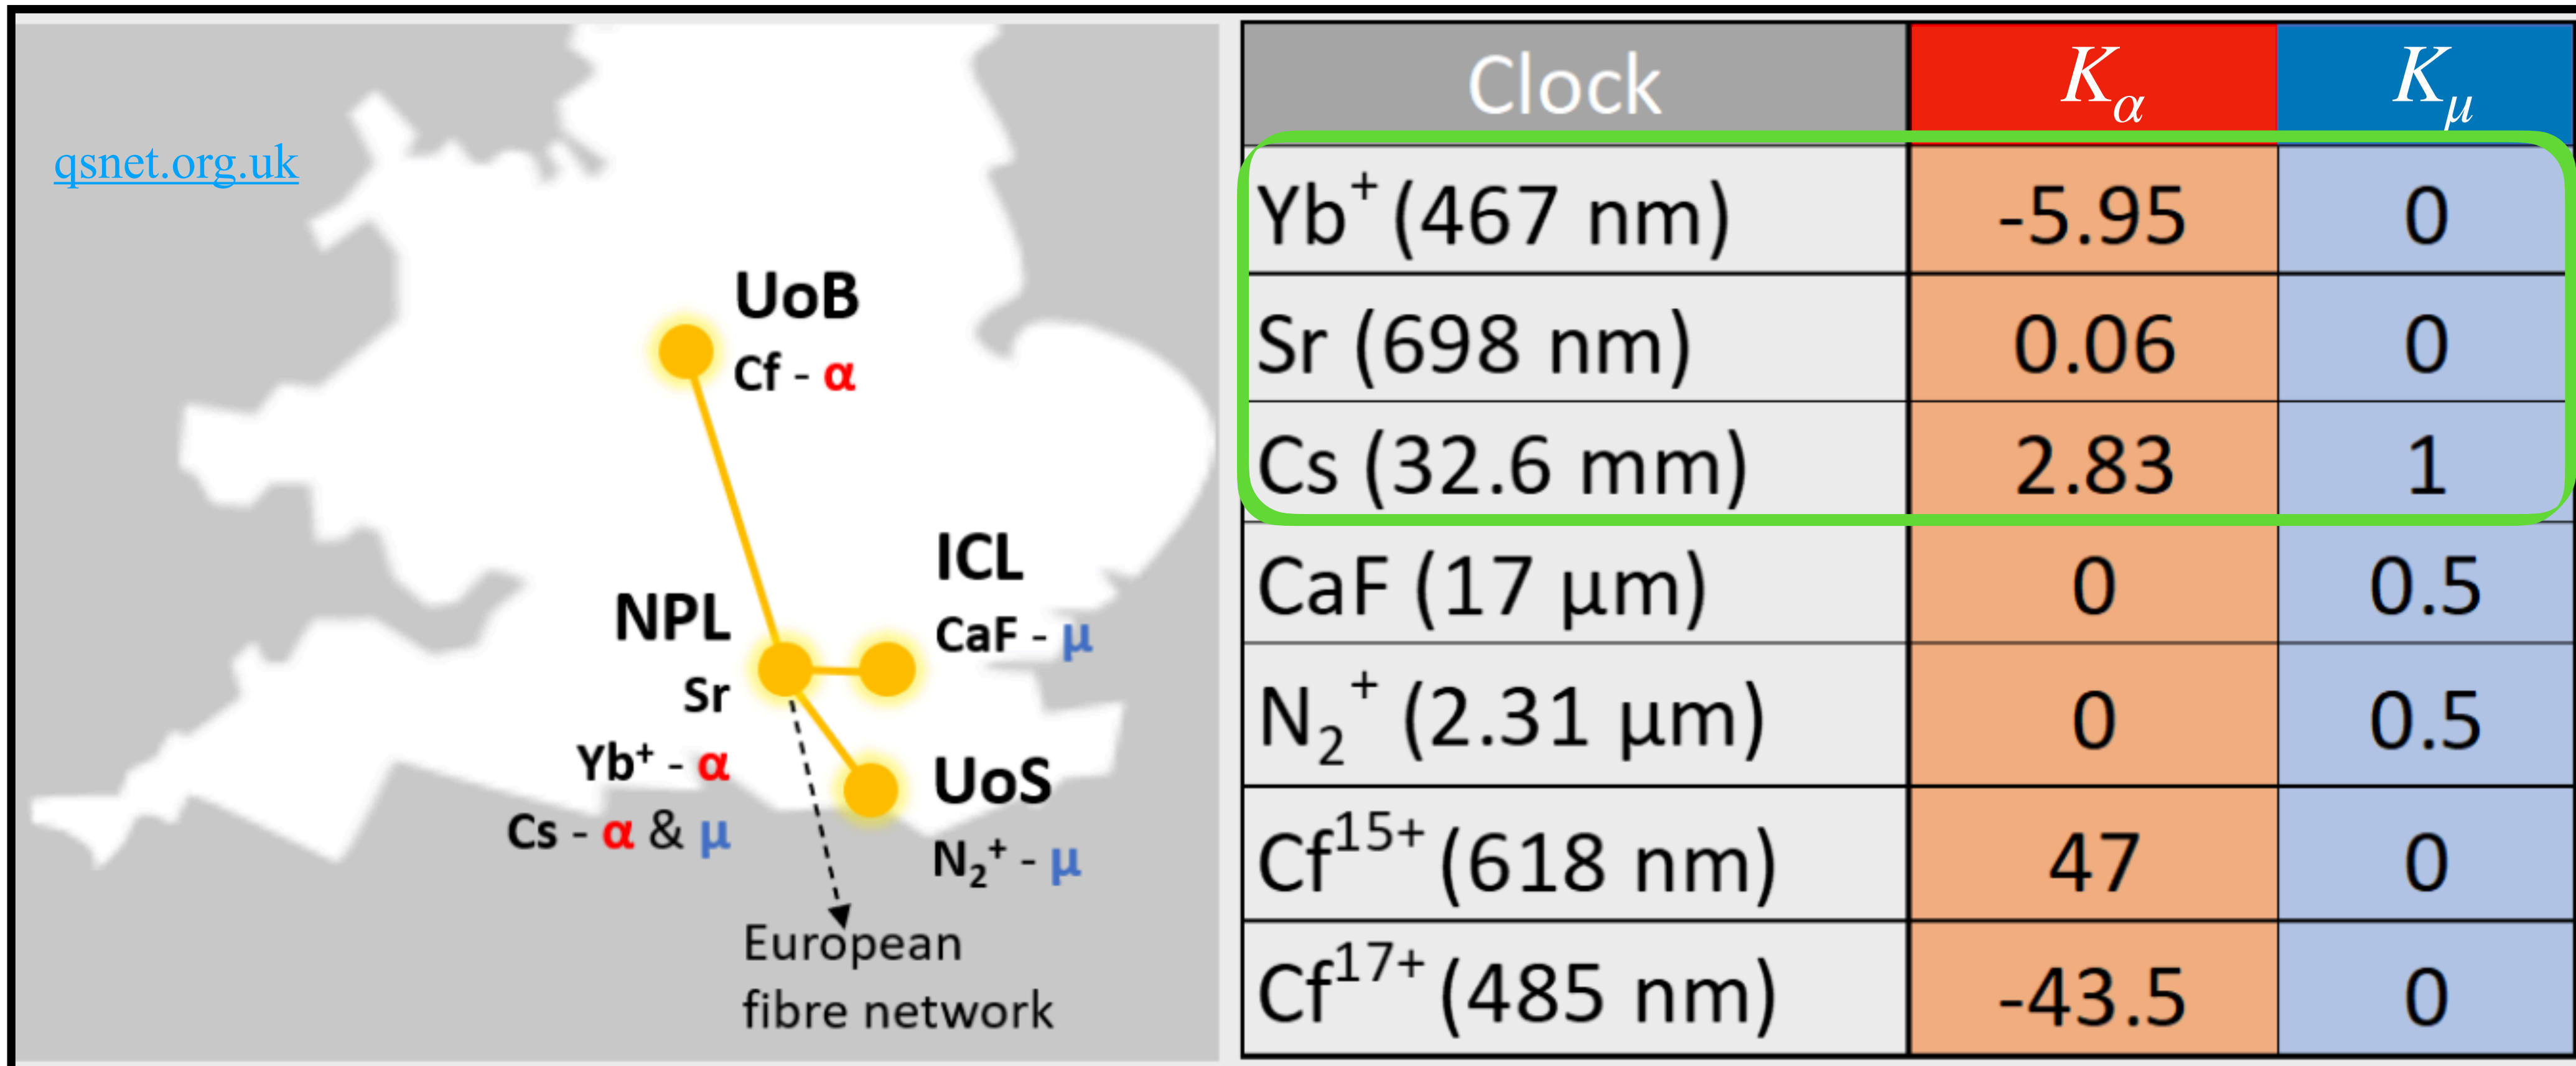 qsnet.org.uk
UoB
Cf - α
ICL
CaF - μ
NPL
Sr
Yb⁺ - α
Cs - α & μ
UoS
N₂⁺ - μ
European
fibre network
Clock K_α K_μ
Yb⁺ (467 nm) -5.95 0
Sr (698 nm) 0.06 0
Cs (32.6 mm) 2.83 1
CaF (17 μm) 0 0.5
N₂⁺ (2.31 μm) 0 0.5
Cf¹⁵⁺ (618 nm) 47 0
Cf¹⁷⁺ (485 nm) -43.5 0